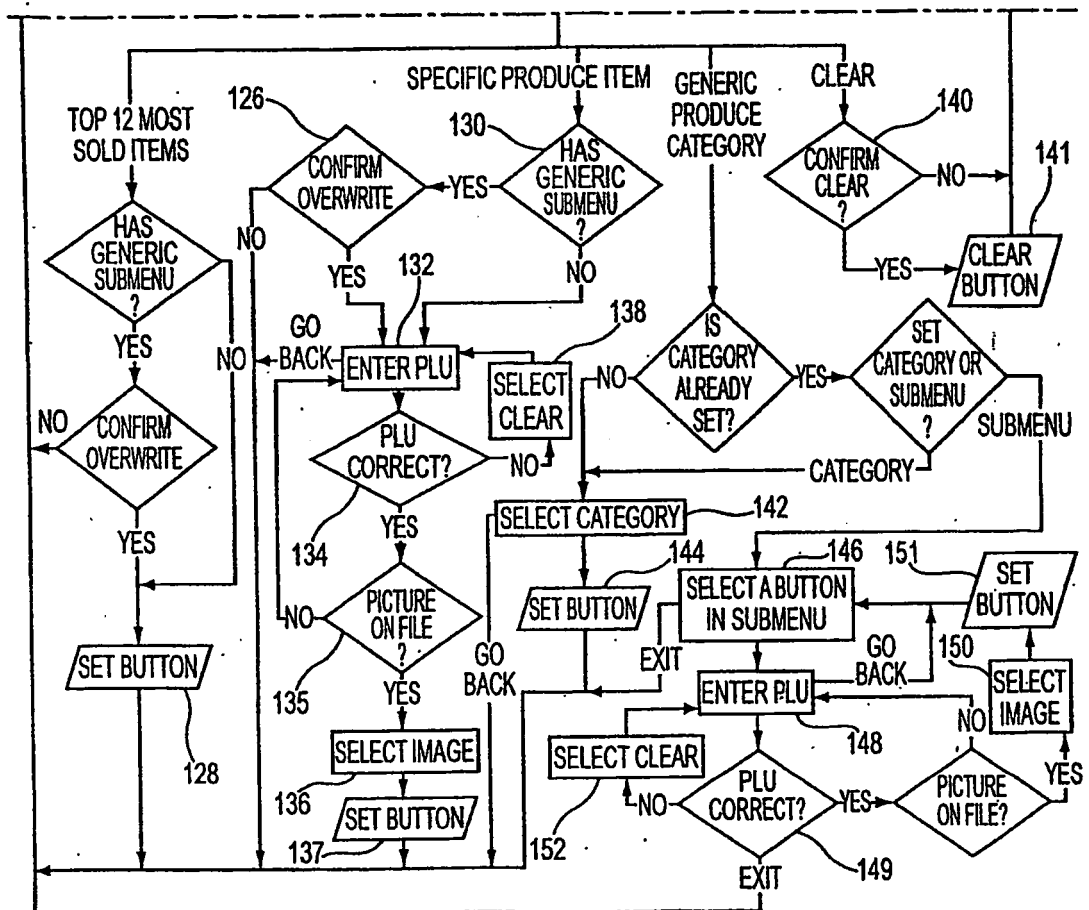 TOP 12 MOST
SOLD ITEMS
HAS
GENERIC
SUBMENU
?
YES
NO
CONFIRM
OVERWRITE
NO
YES
SET BUTTON
128
SPECIFIC PRODUCE ITEM
126
CONFIRM
OVERWRITE
YES
130
HAS
GENERIC
SUBMENU
?
NO
YES
NO
132
GO
BACK
ENTER PLU
138
SELECT
CLEAR
PLU
CORRECT?
NO
134
YES
PICTURE
ON FILE
?
NO
135
YES
SELECT IMAGE
136
SET BUTTON
137
GENERIC
PRODUCE
CATEGORY
CLEAR
140
CONFIRM
CLEAR
?
NO
141
YES
CLEAR
BUTTON
IS
CATEGORY
ALREADY
SET?
NO
YES
SET
CATEGORY OR
SUBMENU
?
SUBMENU
CATEGORY
SELECT CATEGORY
142
144
SET BUTTON
GO
BACK
146
SELECT A BUTTON
IN SUBMENU
EXIT
151
SET
BUTTON
GO
BACK
150
SELECT
IMAGE
ENTER PLU
148
NO
SELECT CLEAR
152
NO
PLU
CORRECT?
YES
PICTURE
ON FILE?
YES
149
EXIT